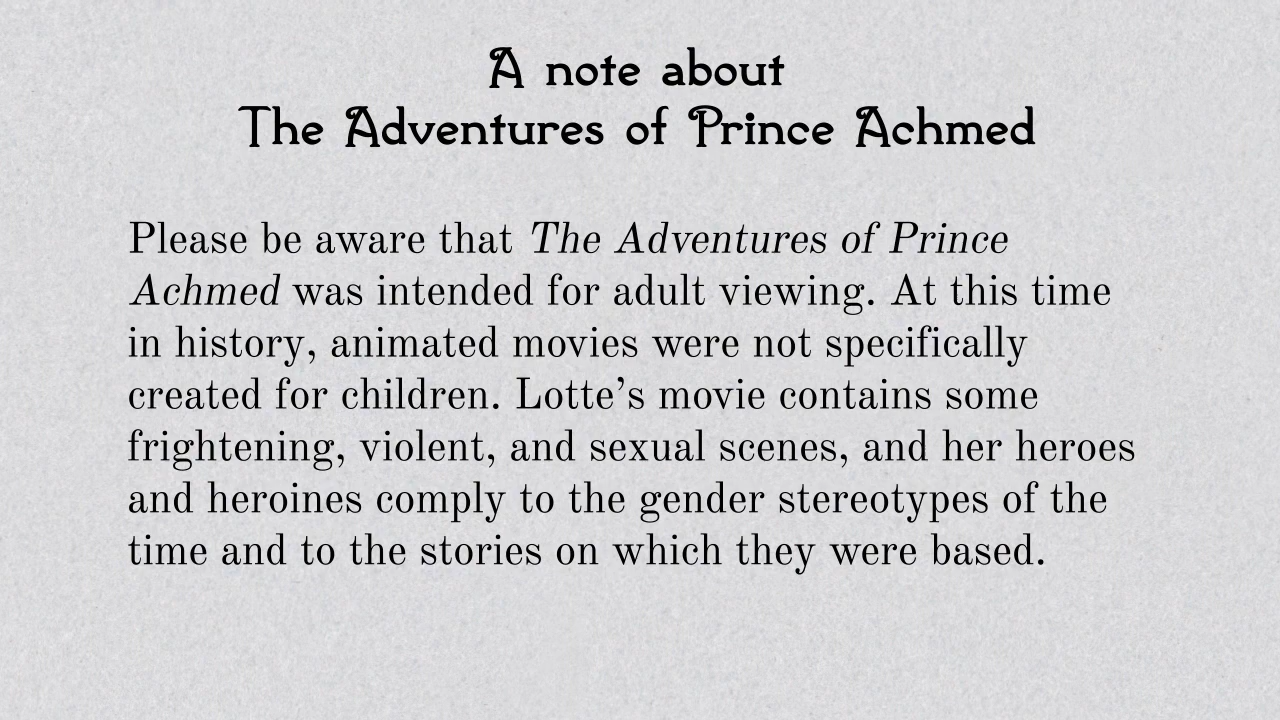 A note about
The Adventures of Prince Achmed
Please be aware that The Adventures of Prince
Achmed was intended for adult viewing. At this time
in history, animated movies were not specifically
created for children. Lotte’s movie contains some
frightening, violent, and sexual scenes, and her heroes
and heroines comply to the gender stereotypes of the
time and to the stories on which they were based.